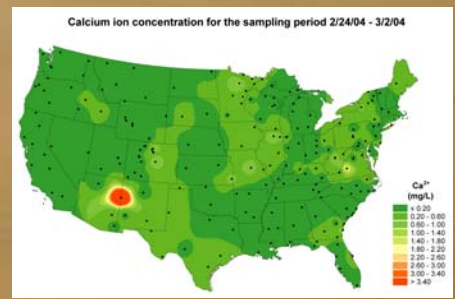 Calcium ion concentration for the sampling period 2/24/04 - 3/2/04
Ca²⁺
(mg/L)
< 0.20
0.20 - 0.60
0.60 - 1.00
1.00 - 1.40
1.40 - 1.80
1.80 - 2.20
2.20 - 2.60
2.60 - 3.00
3.00 - 3.40
> 3.40